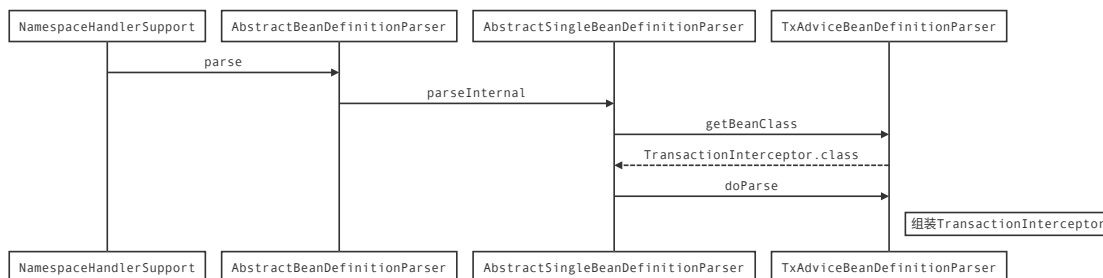 NamespaceHandlerSupport AbstractBeanDefinitionParser AbstractSingleBeanDefinitionParser TxAdviceBeanDefinitionParser
parse
parseInternal
getBeanClass
TransactionInterceptor.class
doParse
组装TransactionInterceptor
NamespaceHandlerSupport AbstractBeanDefinitionParser AbstractSingleBeanDefinitionParser TxAdviceBeanDefinitionParser